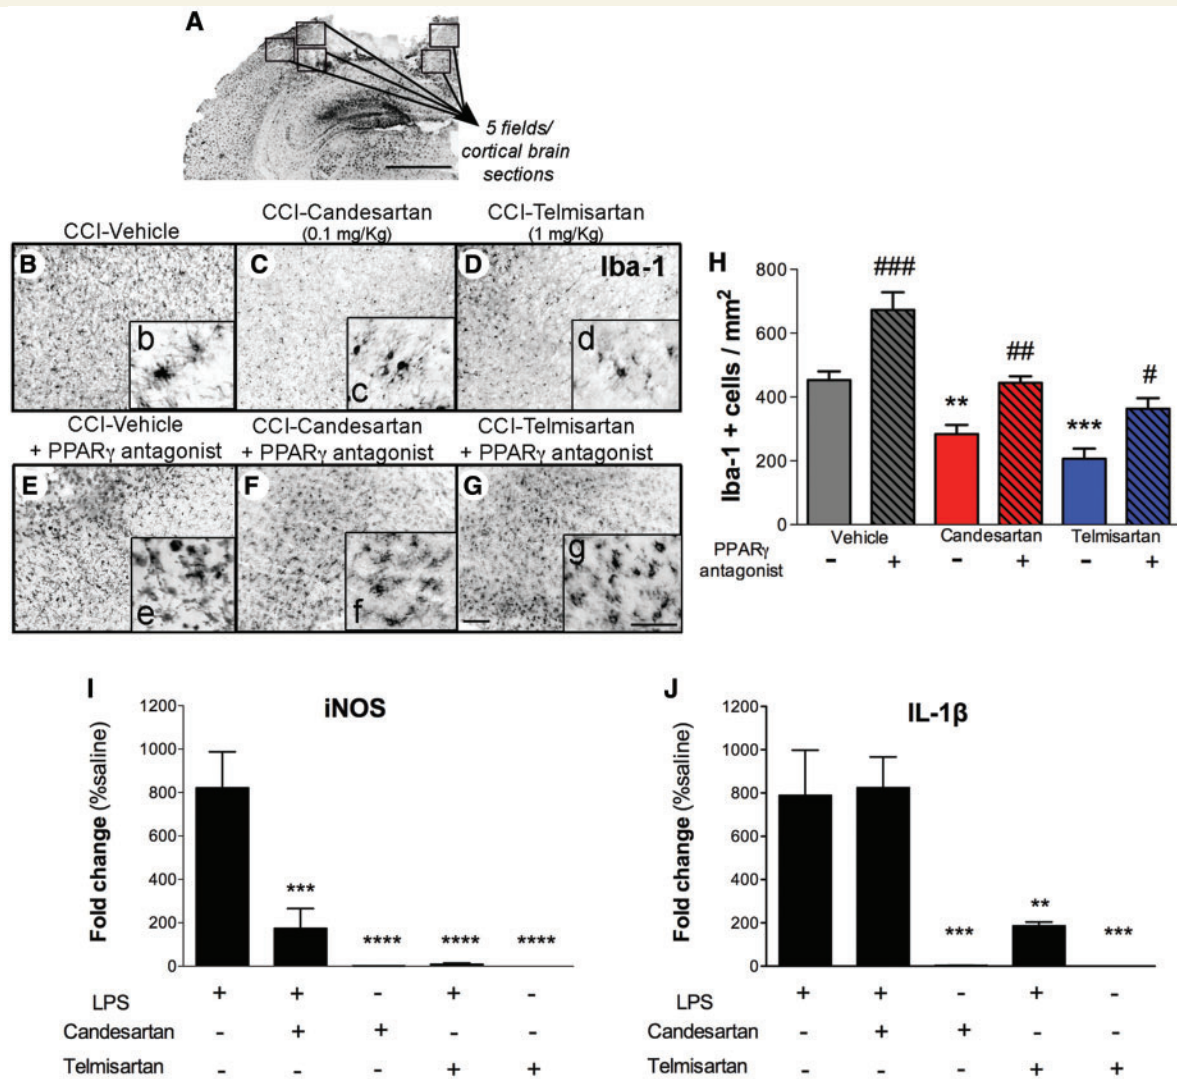 A
5 fields/
cortical brain
sections
CCI-Vehicle
CCI-Candesartan
(0.1 mg/Kg)
CCI-Telmisartan
(1 mg/Kg)
B
b
C
c
D
Iba-1
d
CCI-Vehicle
+ PPARγ antagonist
CCI-Candesartan
+ PPARγ antagonist
CCI-Telmisartan
+ PPARγ antagonist
E
e
F
f
G
g
H
Iba-1 + cells / mm²
800
600
400
200
0
###
**
##
***
#
Vehicle
Candesartan
Telmisartan
PPARγ
antagonist
- + - + - +
I
iNOS
Fold change (%saline)
1200
1000
800
600
400
200
0
***
****
****
****
LPS + + - + -
Candesartan - + + - -
Telmisartan - - - + +
J
IL-1β
Fold change (%saline)
1200
1000
800
600
400
200
0
***
**
***
LPS + + - + -
Candesartan - + + - -
Telmisartan - - - + +